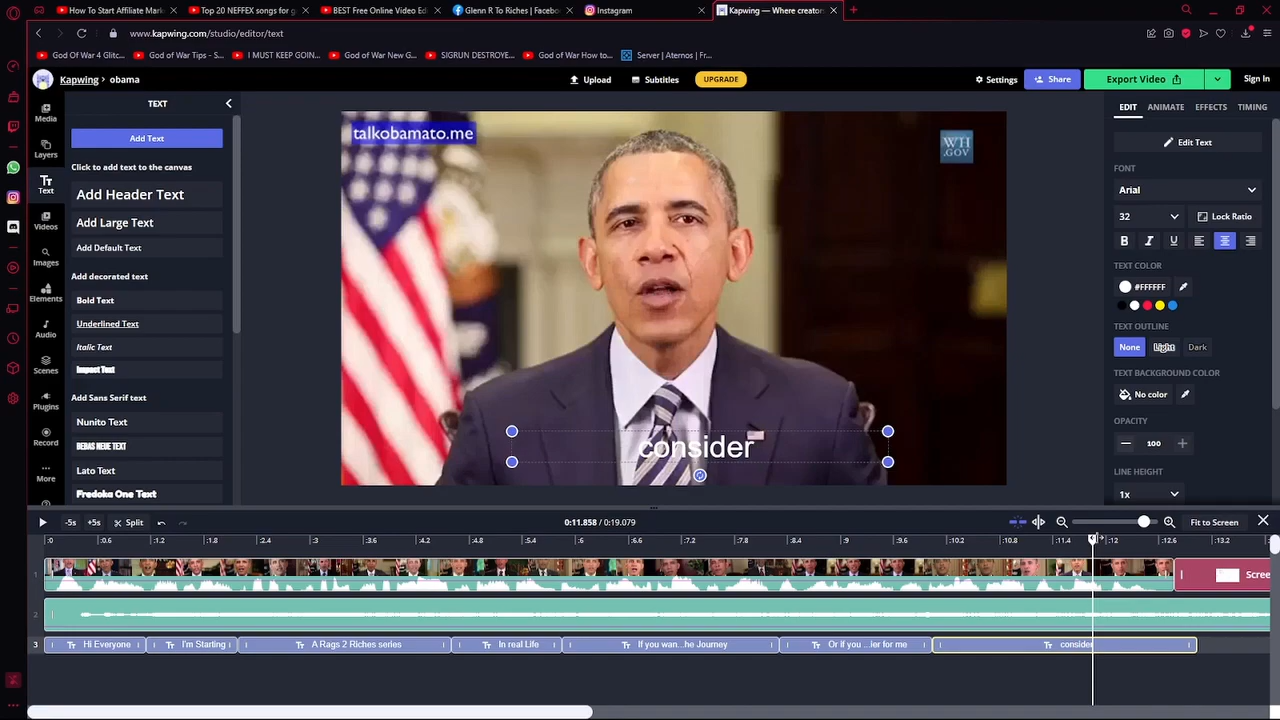 How To Start Affiliate Mark
Top 20 NEFFEX songs for g
BEST Free Online Video Edi
Glenn R To Riches | Facebo
Instagram
Kapwing — Where creators
www.kapwing.com/studio/editor/text
God Of War 4 Glitc...
God of War Tips - S...
I MUST KEEP GOIN...
God of War New G...
SIGRUN DESTROYE...
God of War How to...
Server | Aternos | Fr...
Kapwing › obama
Upload
Subtitles
UPGRADE
Settings
Share
Export Video
Sign In
Media
Layers
Text
Videos
Images
Elements
Audio
Scenes
Plugins
Record
More
TEXT
Add Text
Click to add text to the canvas
Add Header Text
Add Large Text
Add Default Text
Add decorated text
Bold Text
Underlined Text
Italic Text
Impact Text
Add Sans Serif text
Nunito Text
BEBAS NEUE TEXT
Lato Text
Fredoka One Text
talkobamato.me
WH
.GOV
consider
EDIT
ANIMATE
EFFECTS
TIMING
Edit Text
FONT
Arial
32
Lock Ratio
B
I
U
TEXT COLOR
#FFFFFF
TEXT OUTLINE
None
Light
Dark
TEXT BACKGROUND COLOR
No color
OPACITY
100
LINE HEIGHT
1x
-5s
+5s
Split
0:11.858 / 0:19.079
Fit to Screen
:0
:0.6
:1.2
:1.8
:2.4
:3
:3.6
:4.2
:4.8
:5.4
:6
:6.6
:7.2
:7.8
:8.4
:9
:9.6
:10.2
:10.8
:11.4
:12
:12.6
:13.2
1
Scree
2
3
Hi Everyone
I'm Starting
A Rags 2 Riches series
In real Life
If you wan...he Journey
Or If you ...ier for me
consider